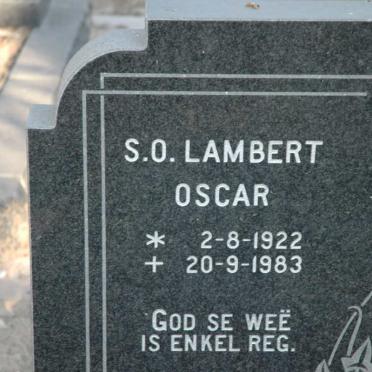 S.O. LAMBERT
OSCAR
* 2-8-1922
+ 20-9-1983
GOD SE WEË
IS ENKEL REG.